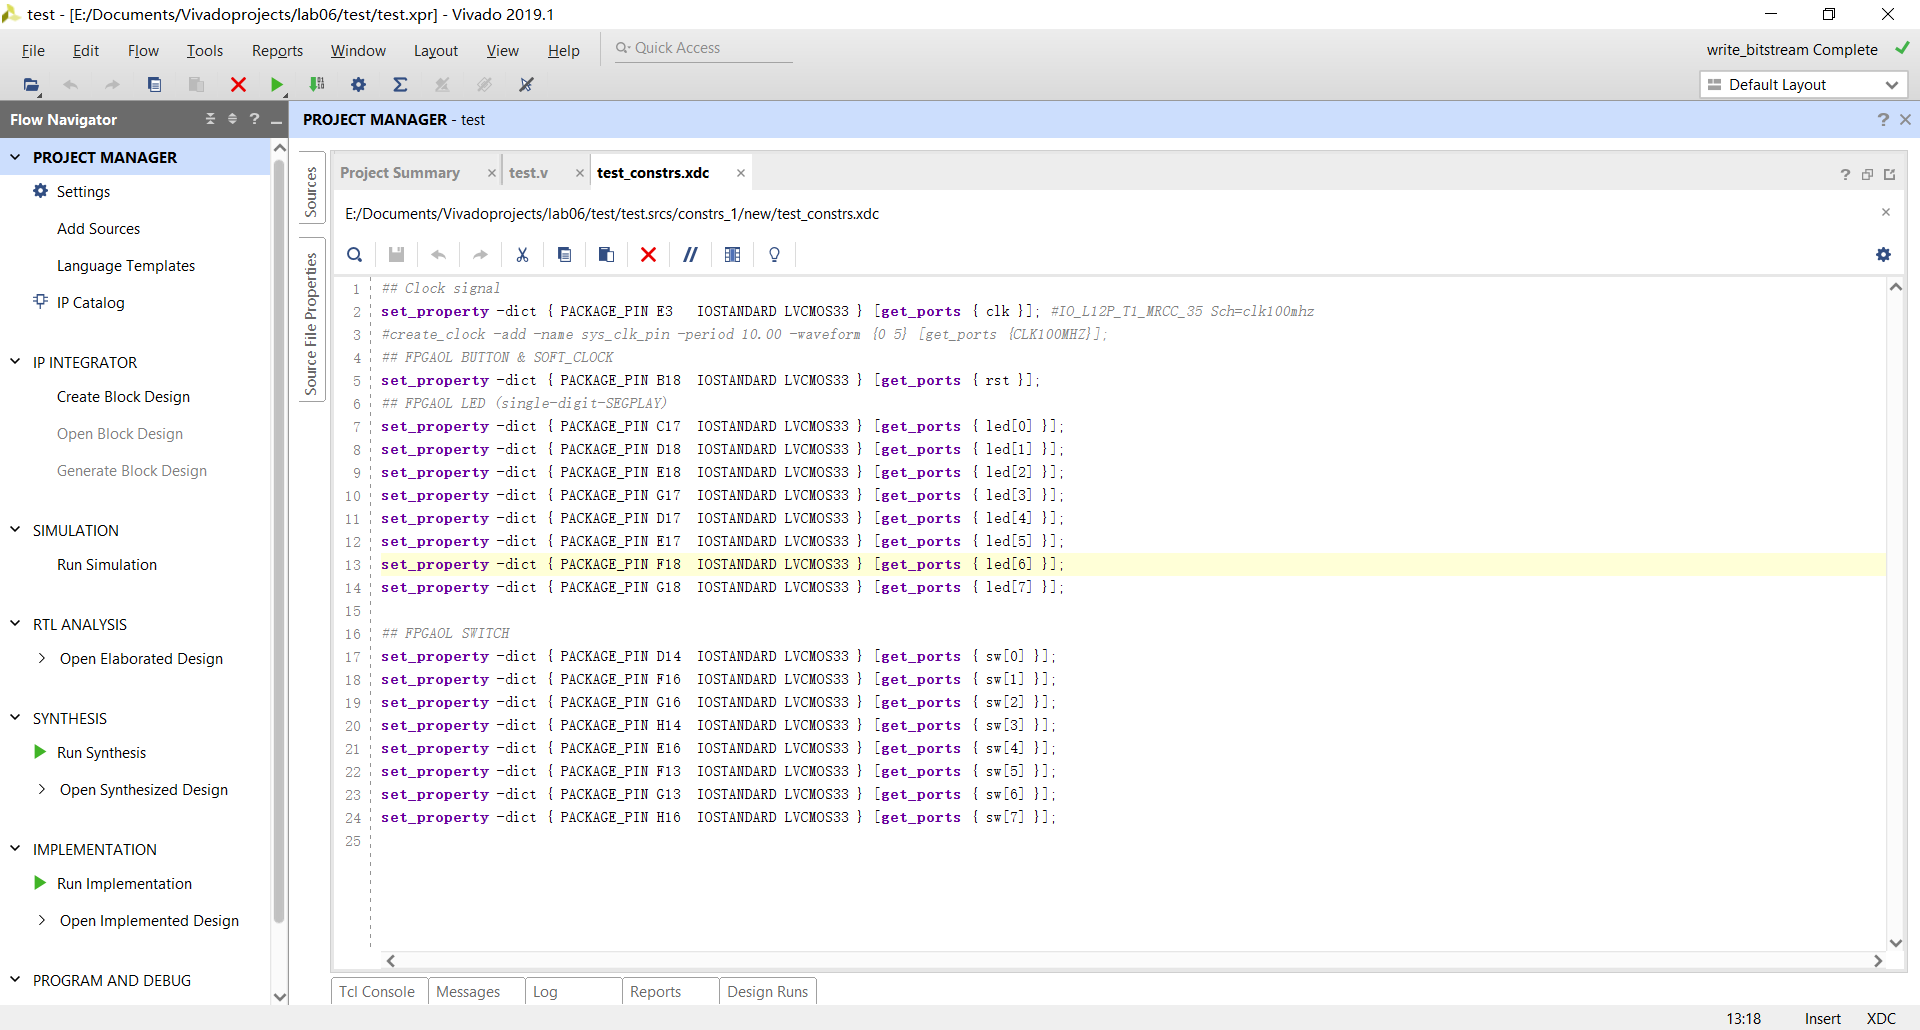 test - [E:/Documents/Vivadoprojects/lab06/test/test.xpr] - Vivado 2019.1
File Edit Flow Tools Reports Window Layout View Help Quick Access
write_bitstream Complete
Default Layout
Flow Navigator
PROJECT MANAGER
Settings
Add Sources
Language Templates
IP Catalog
IP INTEGRATOR
Create Block Design
Open Block Design
Generate Block Design
SIMULATION
Run Simulation
RTL ANALYSIS
Open Elaborated Design
SYNTHESIS
Run Synthesis
Open Synthesized Design
IMPLEMENTATION
Run Implementation
Open Implemented Design
PROGRAM AND DEBUG
PROJECT MANAGER - test
Sources
Source File Properties
Project Summary test.v test_constrs.xdc
E:/Documents/Vivadoprojects/lab06/test/test.srcs/constrs_1/new/test_constrs.xdc
1 ## Clock signal
2 set_property -dict { PACKAGE_PIN E3 IOSTANDARD LVCMOS33 } [get_ports { clk }]; #IO_L12P_T1_MRCC_35 Sch=clk100mhz
3 #create_clock -add -name sys_clk_pin -period 10.00 -waveform {0 5} [get_ports {CLK100MHZ}];
4 ## FPGAOL BUTTON & SOFT_CLOCK
5 set_property -dict { PACKAGE_PIN B18 IOSTANDARD LVCMOS33 } [get_ports { rst }];
6 ## FPGAOL LED (single-digit-SEGPLAY)
7 set_property -dict { PACKAGE_PIN C17 IOSTANDARD LVCMOS33 } [get_ports { led[0] }];
8 set_property -dict { PACKAGE_PIN D18 IOSTANDARD LVCMOS33 } [get_ports { led[1] }];
9 set_property -dict { PACKAGE_PIN E18 IOSTANDARD LVCMOS33 } [get_ports { led[2] }];
10 set_property -dict { PACKAGE_PIN G17 IOSTANDARD LVCMOS33 } [get_ports { led[3] }];
11 set_property -dict { PACKAGE_PIN D17 IOSTANDARD LVCMOS33 } [get_ports { led[4] }];
12 set_property -dict { PACKAGE_PIN E17 IOSTANDARD LVCMOS33 } [get_ports { led[5] }];
13 set_property -dict { PACKAGE_PIN F18 IOSTANDARD LVCMOS33 } [get_ports { led[6] }];
14 set_property -dict { PACKAGE_PIN G18 IOSTANDARD LVCMOS33 } [get_ports { led[7] }];
15
16 ## FPGAOL SWITCH
17 set_property -dict { PACKAGE_PIN D14 IOSTANDARD LVCMOS33 } [get_ports { sw[0] }];
18 set_property -dict { PACKAGE_PIN F16 IOSTANDARD LVCMOS33 } [get_ports { sw[1] }];
19 set_property -dict { PACKAGE_PIN G16 IOSTANDARD LVCMOS33 } [get_ports { sw[2] }];
20 set_property -dict { PACKAGE_PIN H14 IOSTANDARD LVCMOS33 } [get_ports { sw[3] }];
21 set_property -dict { PACKAGE_PIN E16 IOSTANDARD LVCMOS33 } [get_ports { sw[4] }];
22 set_property -dict { PACKAGE_PIN F13 IOSTANDARD LVCMOS33 } [get_ports { sw[5] }];
23 set_property -dict { PACKAGE_PIN G13 IOSTANDARD LVCMOS33 } [get_ports { sw[6] }];
24 set_property -dict { PACKAGE_PIN H16 IOSTANDARD LVCMOS33 } [get_ports { sw[7] }];
25
Tcl Console Messages Log Reports Design Runs
13:18 Insert XDC